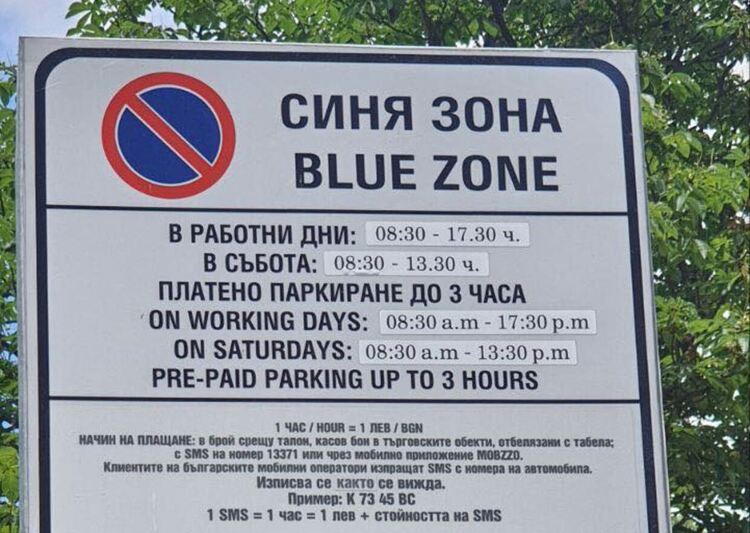 СИНЯ ЗОНА
BLUE ZONE
В РАБОТНИ ДНИ: 08:30 - 17.30 ч.
В СЪБОТА: 08:30 - 13.30 ч.
ПЛАТЕНО ПАРКИРАНЕ ДО 3 ЧАСА
ON WORKING DAYS: 08:30 a.m - 17:30 p.m
ON SATURDAYS: 08:30 a.m - 13:30 p.m
PRE-PAID PARKING UP TO 3 HOURS
1 ЧАС / HOUR = 1 ЛЕВ / BGN
НАЧИН НА ПЛАЩАНЕ: в брой срещу талон, касов бон в търговските обекти, отбелязани с табела;
с SMS на номер 13371 или чрез мобилно приложение MOBZZO.
Клиентите на българските мобилни оператори изпращат SMS с номера на автомобила.
Изписва се както се вижда.
Пример: К 73 45 ВС
1 SMS = 1 час = 1 лев + стойността на SMS